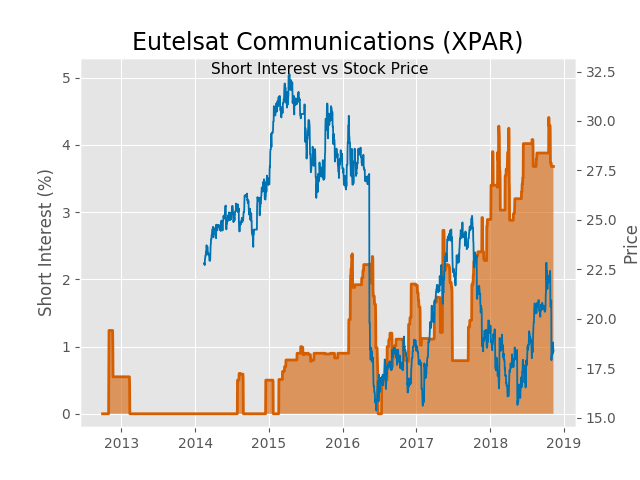 Eutelsat Communications (XPAR)
Short Interest vs Stock Price
Short Interest (%)
5
4
3
2
1
0
32.5
30.0
27.5
25.0
22.5
20.0
17.5
15.0
Price
2013 2014 2015 2016 2017 2018 2019